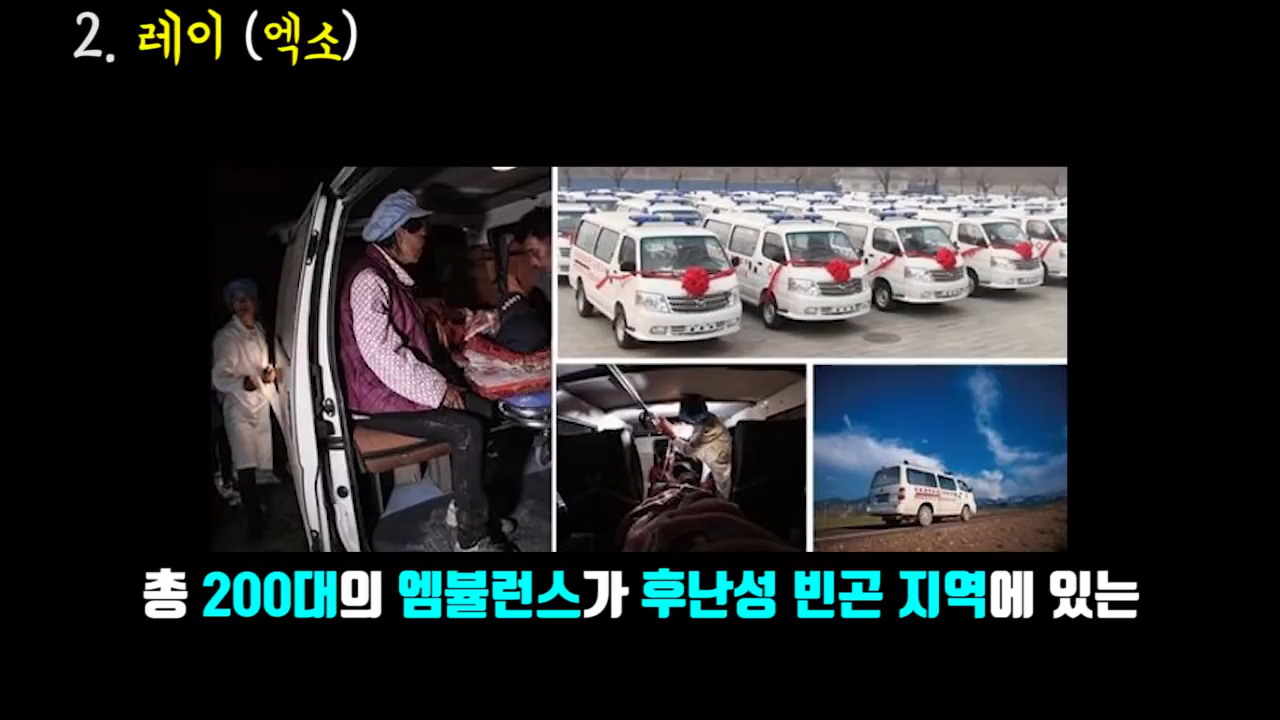 2. 레이 (엑소)
총 200대의 엠뷸런스가 후난성 빈곤 지역에 있는